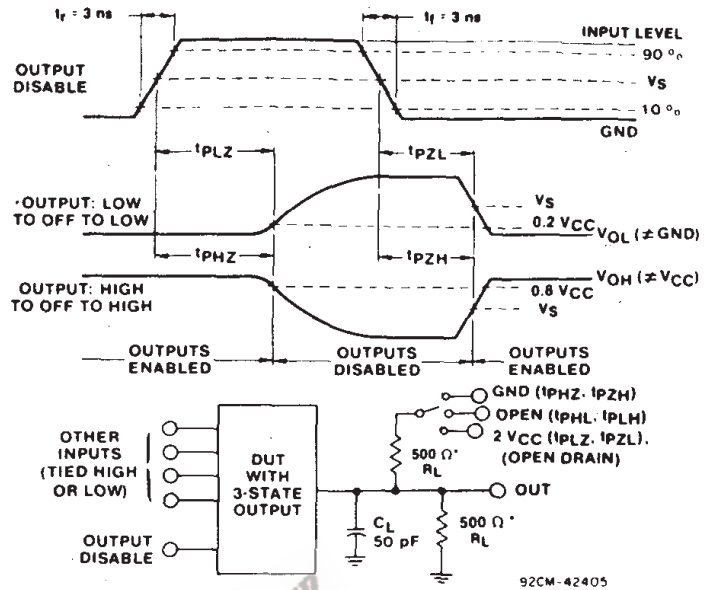 tr = 3 ns
tf = 3 ns
INPUT LEVEL
90 %
OUTPUT
DISABLE
VS
10 %
GND
tPLZ
tPZL
OUTPUT: LOW
TO OFF TO LOW
VS
0.2 VCC
VOL (≠ GND)
tPHZ
tPZH
OUTPUT: HIGH
TO OFF TO HIGH
VOH (≠ VCC)
0.8 VCC
VS
OUTPUTS
ENABLED
OUTPUTS
DISABLED
OUTPUTS
ENABLED
GND (tPHZ, tPZH)
OPEN (tPHL, tPLH)
2 VCC (tPLZ, tPZL),
(OPEN DRAIN)
OTHER
INPUTS
(TIED HIGH
OR LOW)
OUTPUT
DISABLE
DUT
WITH
3-STATE
OUTPUT
500 Ω*
RL
OUT
CL
50 pF
500 Ω*
RL
92CM-42405